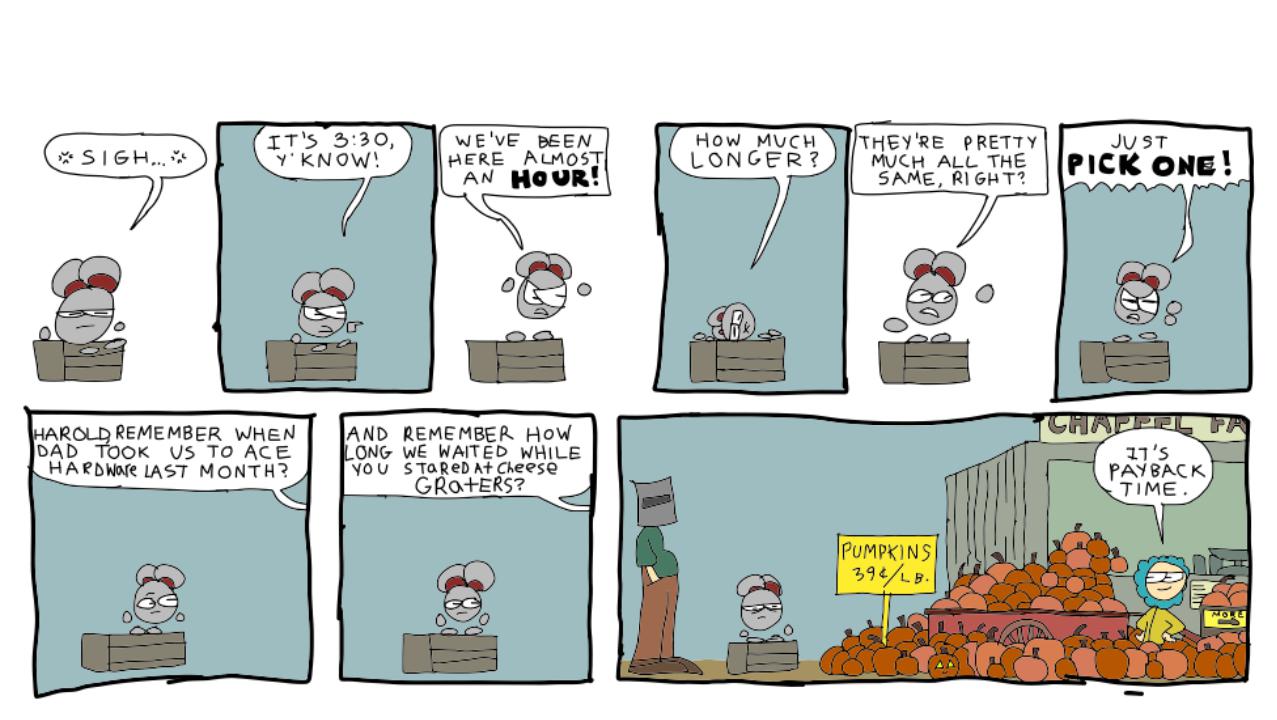 SIGH...
IT'S 3:30,
Y'KNOW!
WE'VE BEEN
HERE ALMOST
AN HOUR!
HOW MUCH
LONGER?
THEY'RE PRETTY
MUCH ALL THE
SAME, RIGHT?
JUST
PICK ONE!
HAROLD, REMEMBER WHEN
DAD TOOK US TO ACE
HARDWare LAST MONTH?
AND REMEMBER HOW
LONG WE WAITED WHILE
YOU StaREDAt Cheese
GRatERS?
CHAPPEL FA
IT'S
PAYBACK
TIME.
PUMPKINS
39¢/LB.
MORE